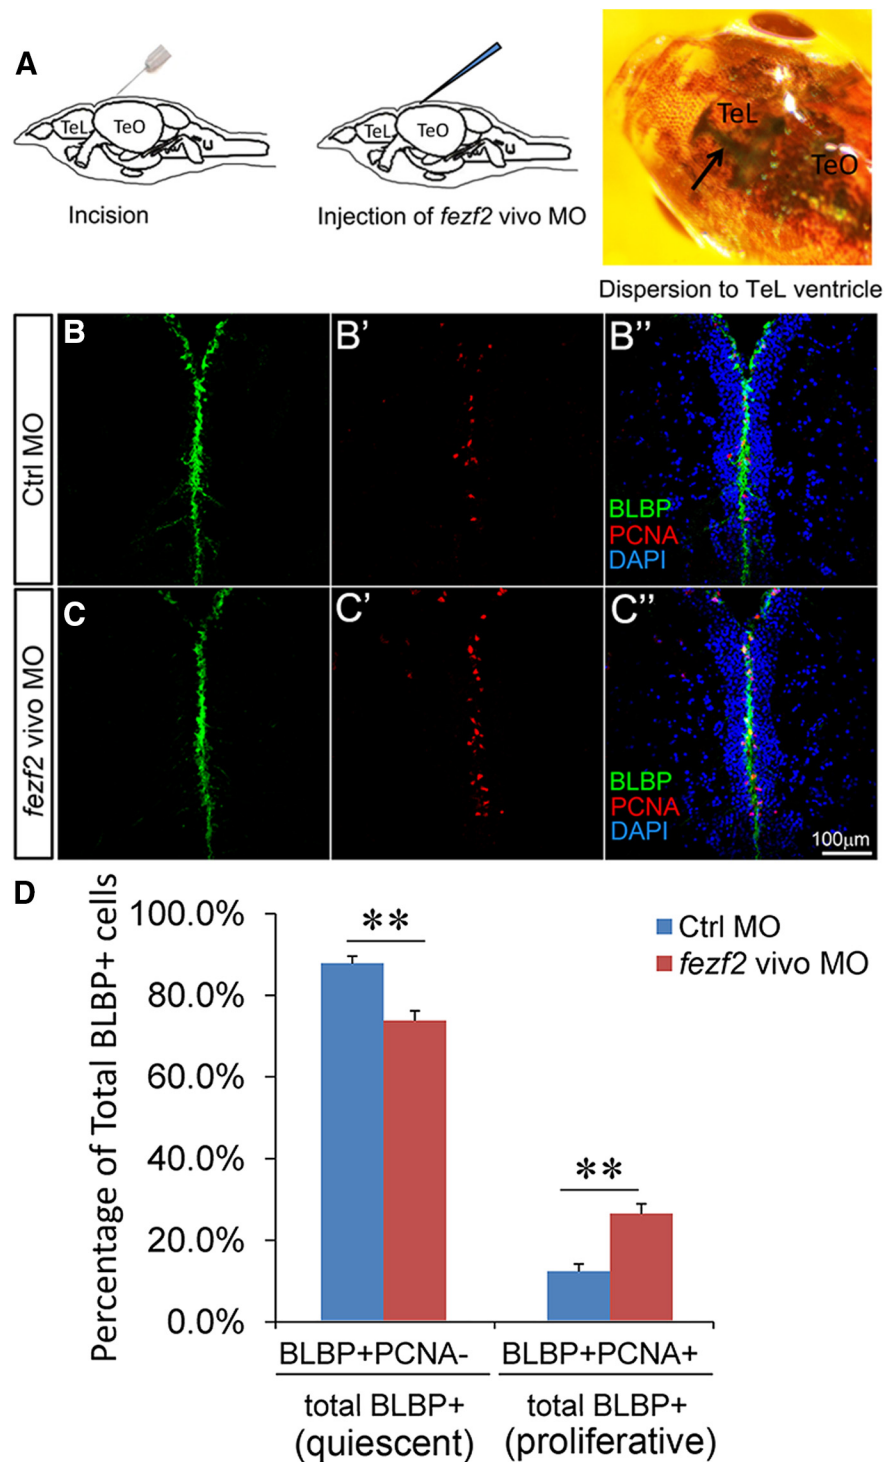 A
TeL
TeO
Incision
TeL
TeO
Injection of fezf2 vivo MO
TeL
TeO
Dispersion to TeL ventricle
Ctrl MO
B
B’
B’’
BLBP
PCNA
DAPI
fezf2 vivo MO
C
C’
C’’
BLBP
PCNA
DAPI
100μm
D
Percentage of Total BLBP+ cells
100.0%
80.0%
60.0%
40.0%
20.0%
0.0%
**
**
Ctrl MO
fezf2 vivo MO
BLBP+PCNA-
total BLBP+
(quiescent)
BLBP+PCNA+
total BLBP+
(proliferative)